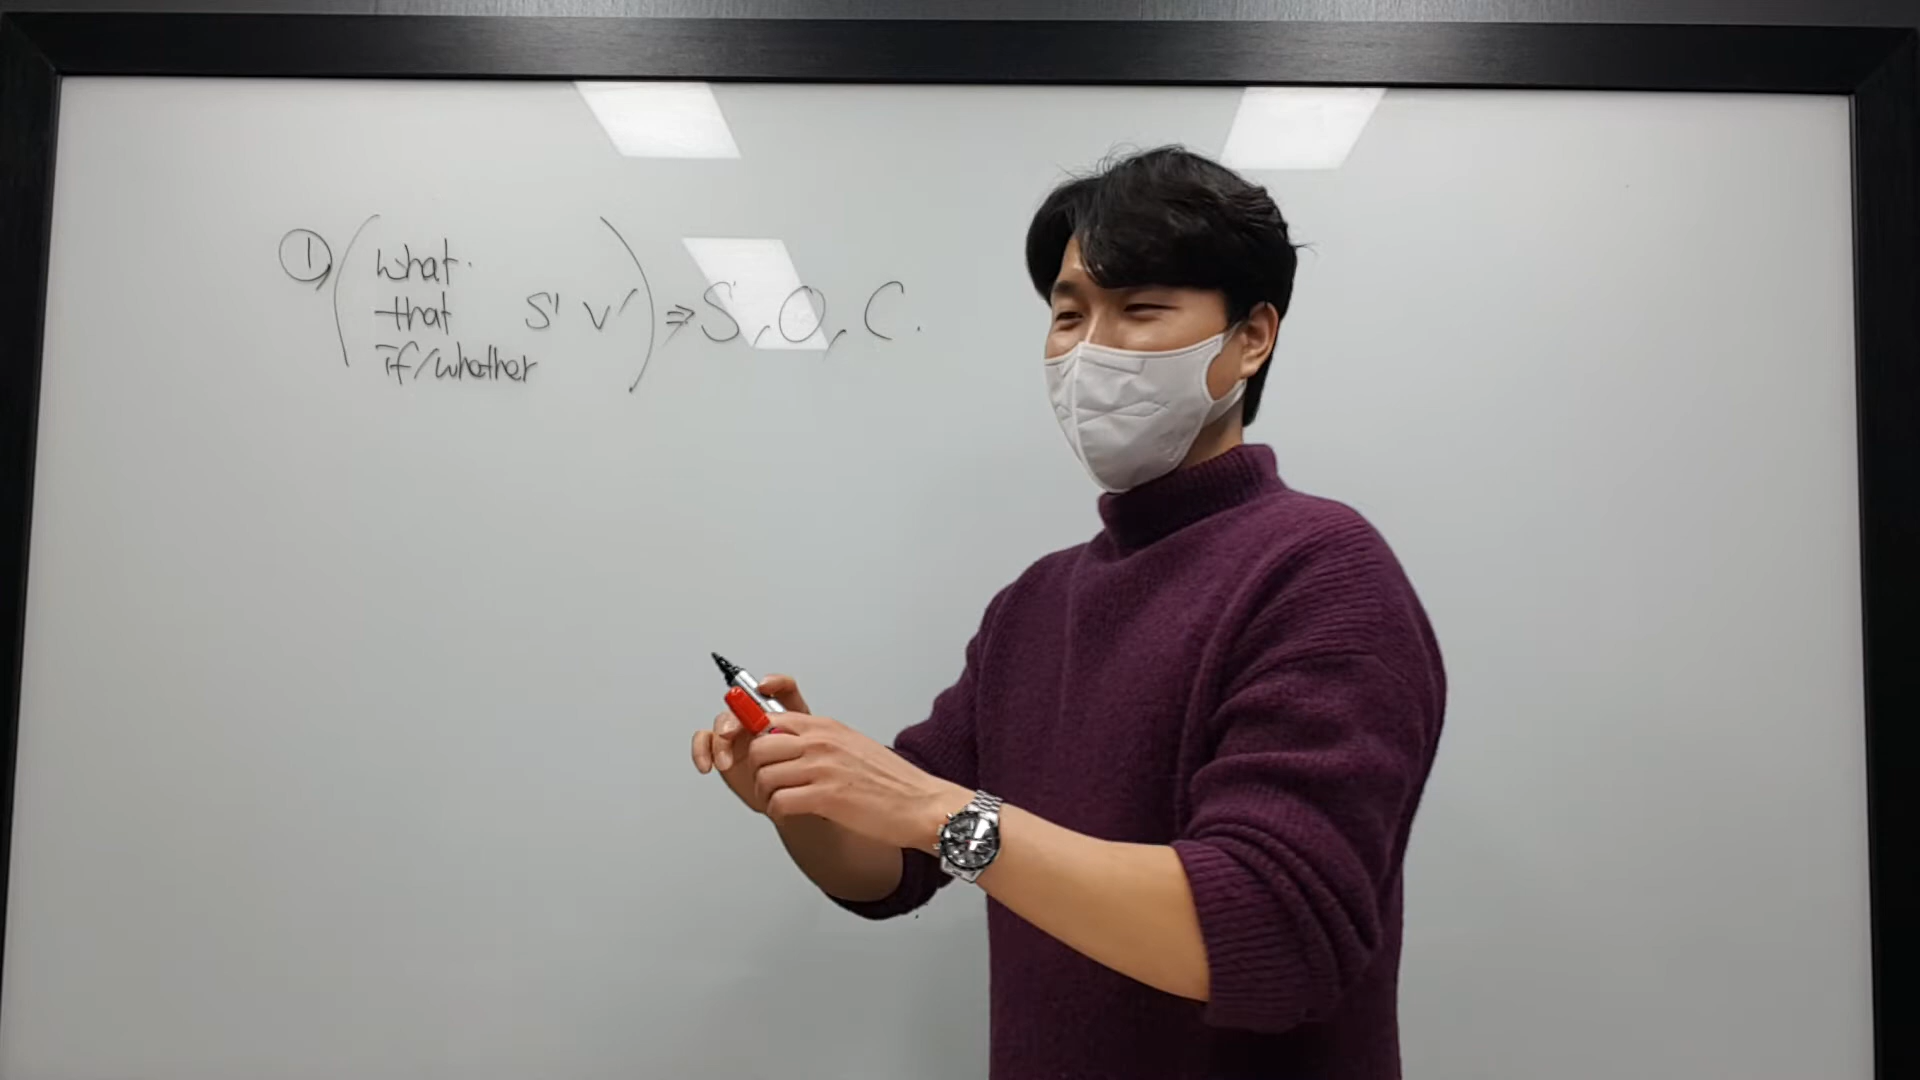 ① ( what.
that S' V' ) ⇒ S, O, C.
if/whether